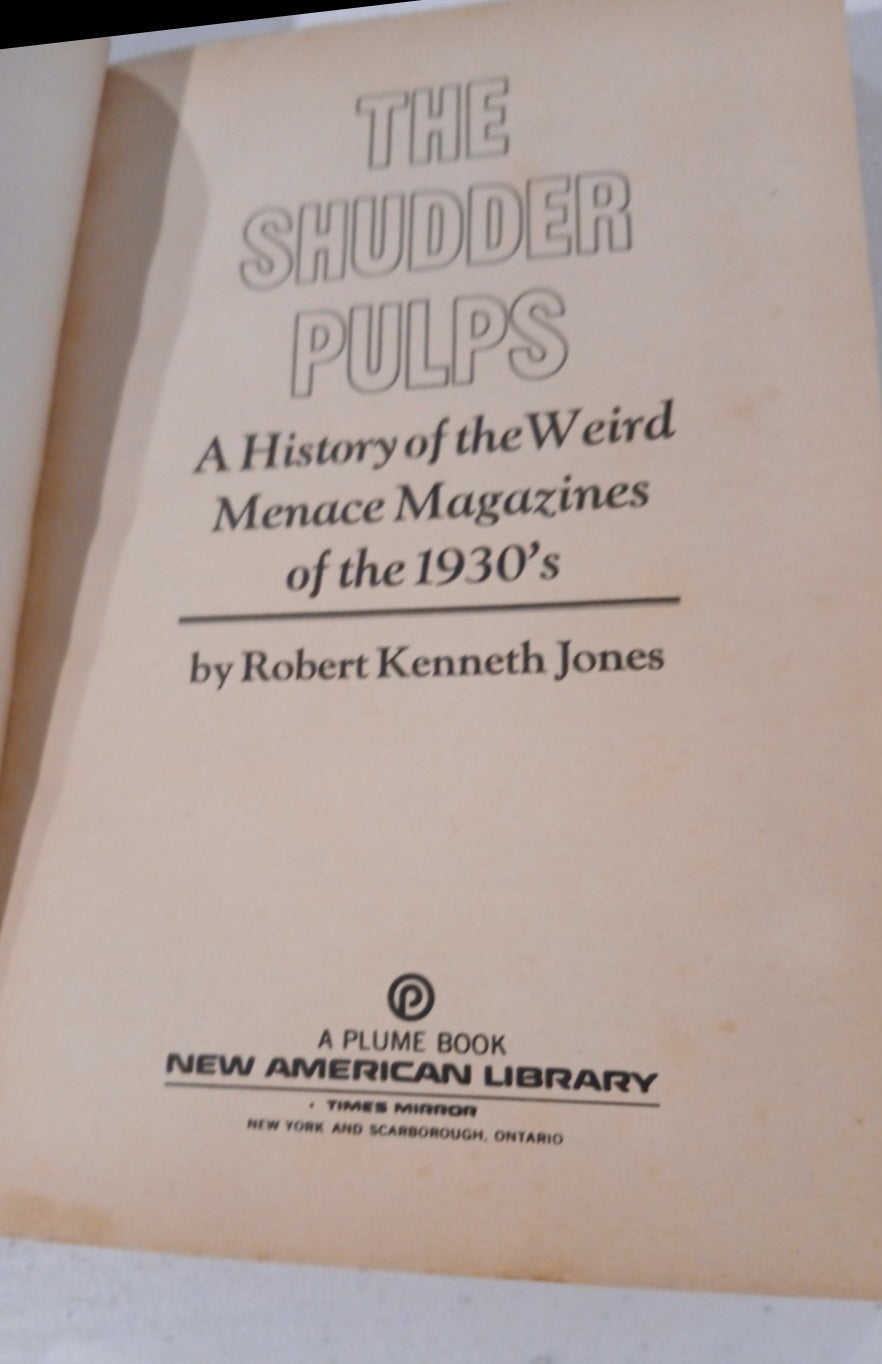 THE
SHUDDER
PULPS
A History of the Weird
Menace Magazines
of the 1930's
by Robert Kenneth Jones
A PLUME BOOK
NEW AMERICAN LIBRARY
TIMES MIRROR
NEW YORK AND SCARBOROUGH, ONTARIO